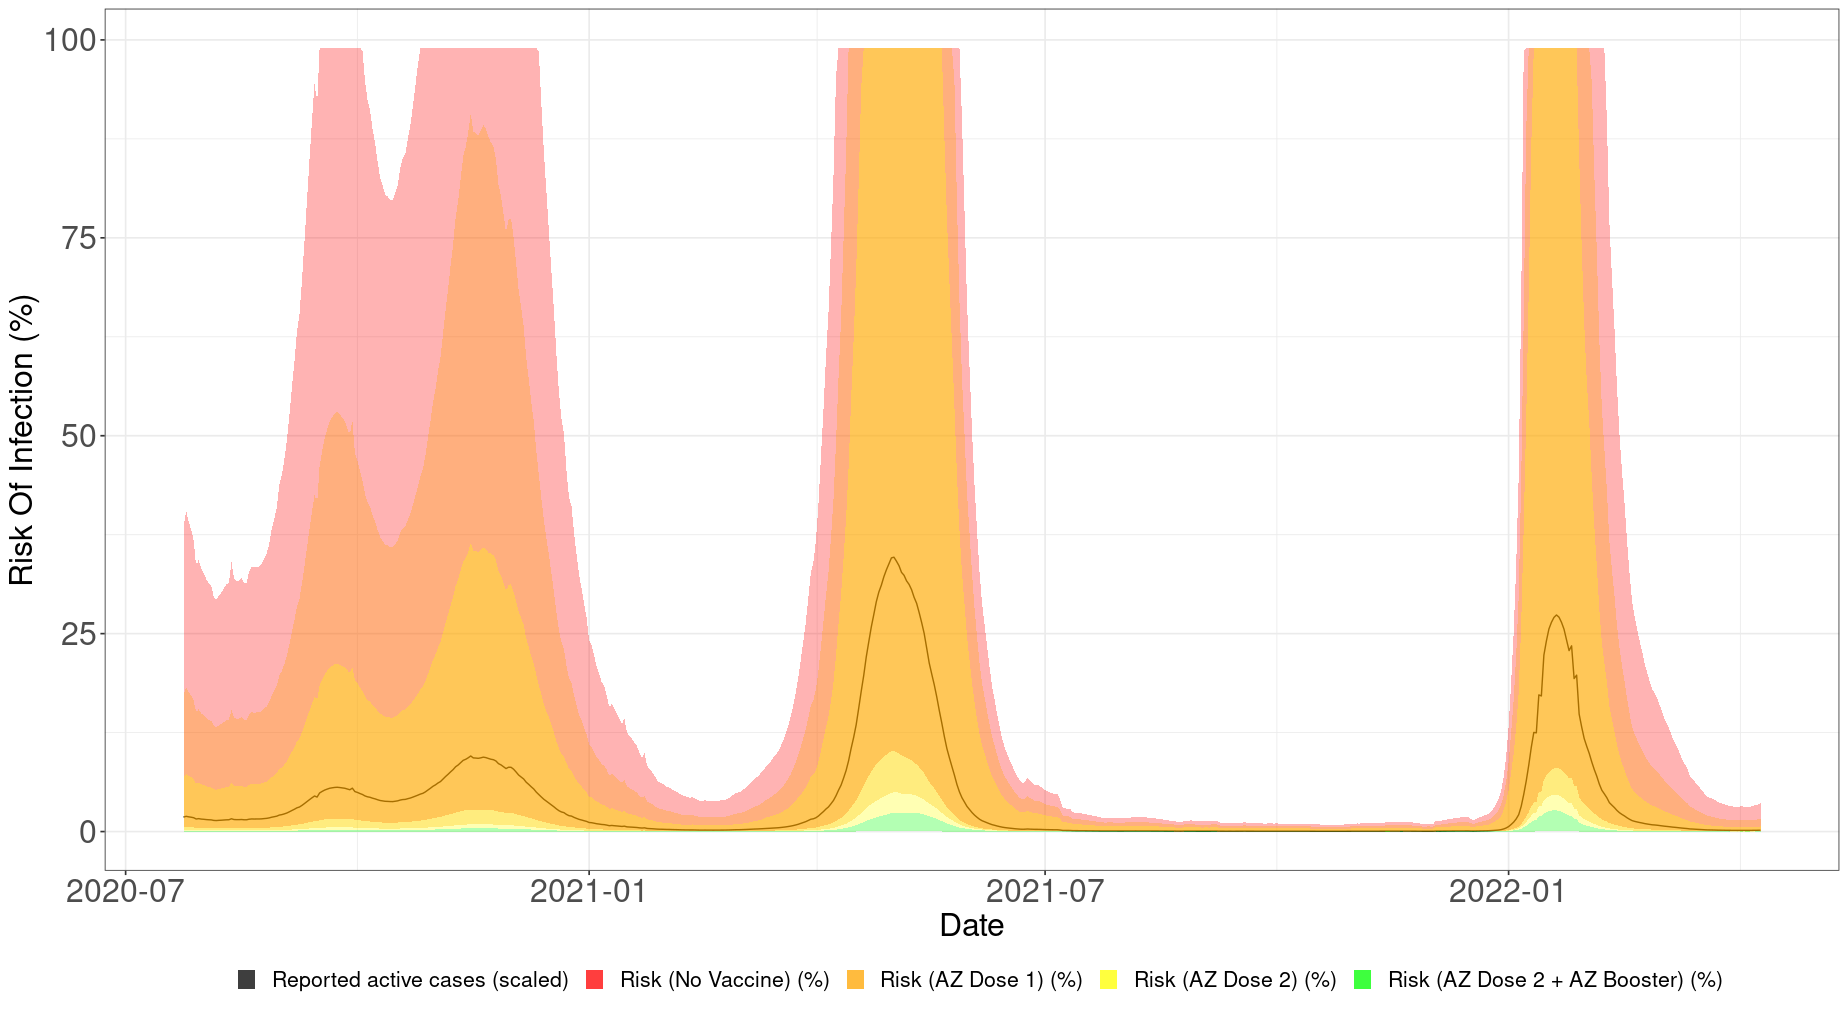 Risk Of Infection (%)
100
75
50
25
0
2020-07 2021-01 2021-07 2022-01
Date
Reported active cases (scaled) Risk (No Vaccine) (%) Risk (AZ Dose 1) (%) Risk (AZ Dose 2) (%) Risk (AZ Dose 2 + AZ Booster) (%)